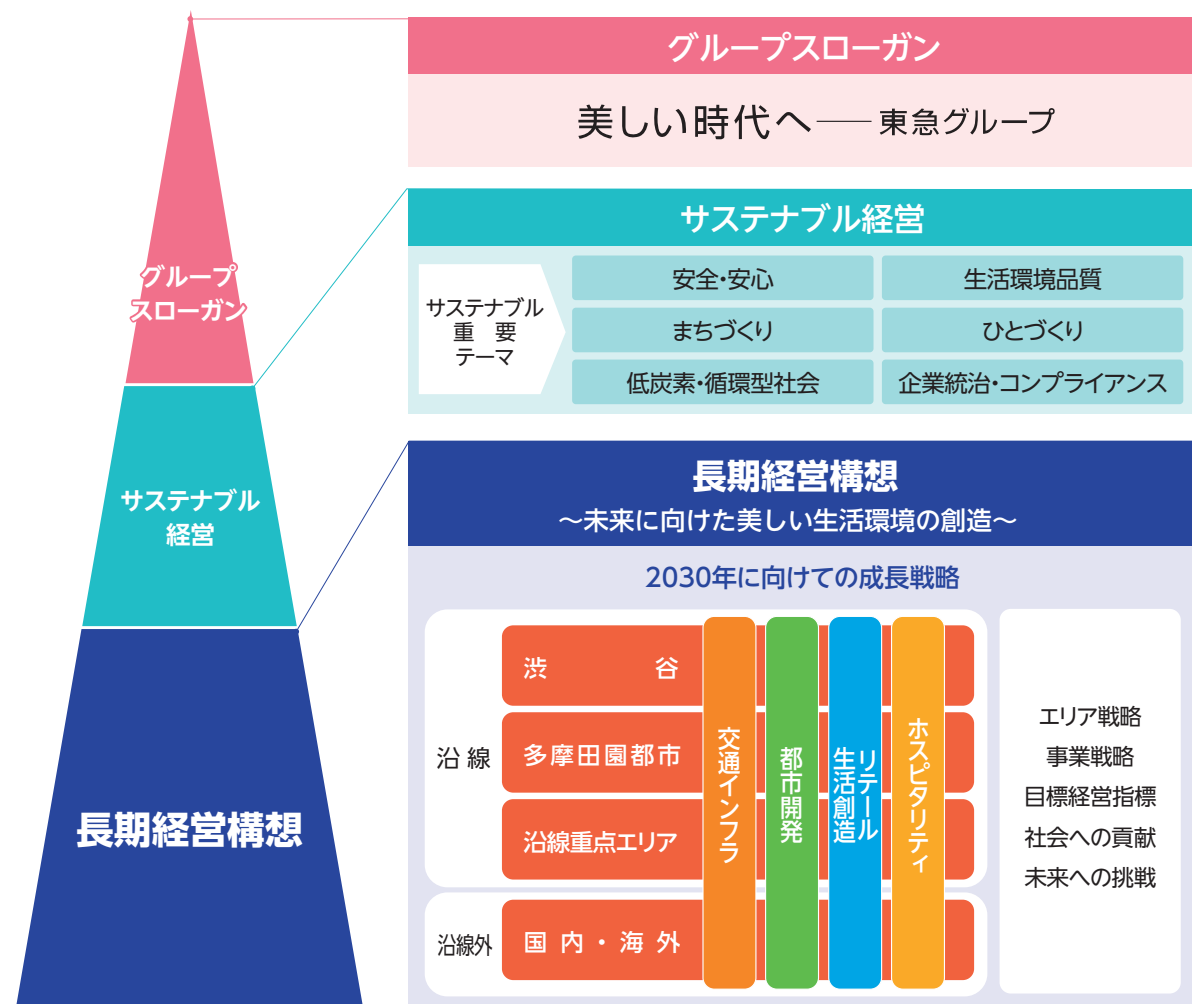 グループ
スローガン
サステナブル
経営
長期経営構想
グループスローガン
美しい時代へ──東急グループ
サステナブル経営
サステナブル
重 要
テーマ
安全・安心
生活環境品質
まちづくり
ひとづくり
低炭素・循環型社会
企業統治・コンプライアンス
長期経営構想
～未来に向けた美しい生活環境の創造～
2030年に向けての成長戦略
沿線
渋 谷
多摩田園都市
沿線重点エリア
沿線外
国内・海外
交通インフラ
都市開発
リテール
生活創造
ホスピタリティ
エリア戦略
事業戦略
目標経営指標
社会への貢献
未来への挑戦